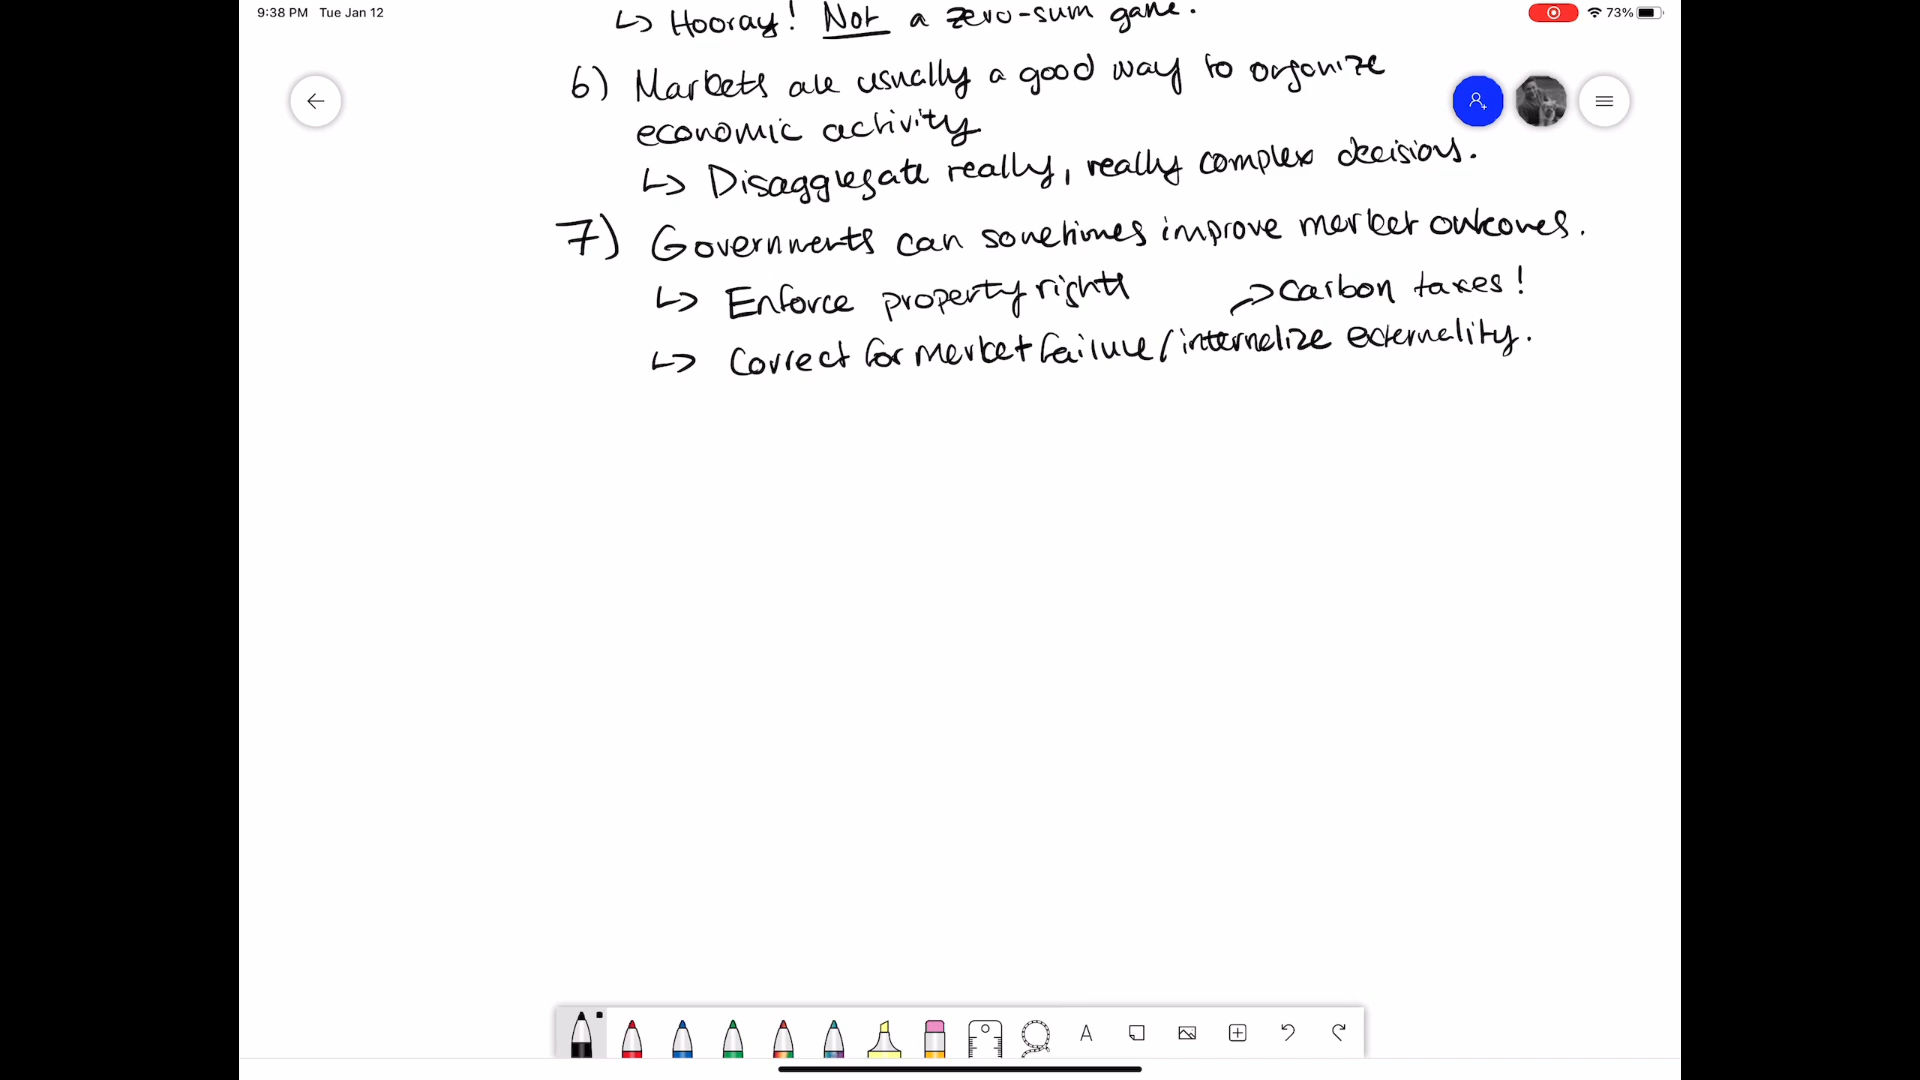 9:38 PM Tue Jan 12
73%
↳ Hooray! Not a zero-sum game.
6) Markets are usually a good way to organize
economic activity
↳ Disaggregate really, really complex decisions.
7) Governments can sometimes improve market outcomes.
↳ Enforce property rights
→ Carbon taxes!
↳ Correct for market failure/internalize externality.
A